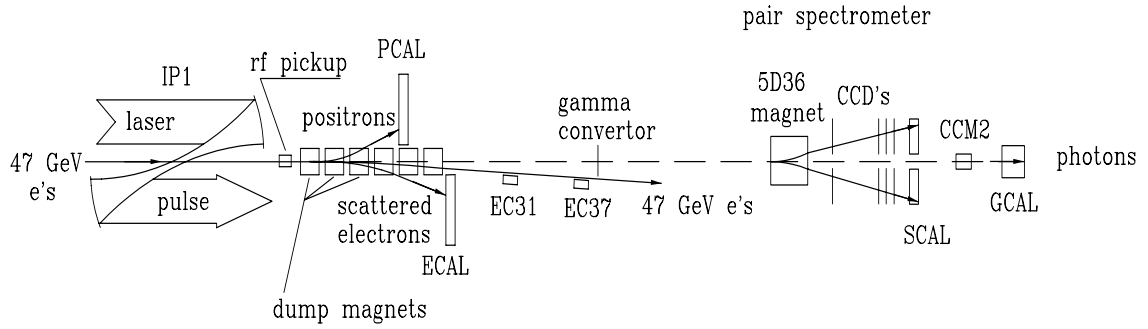 pair spectrometer
IP1
rf pickup
PCAL
laser
positrons
gamma
convertor
5D36
magnet
CCD's
CCM2
47 GeV
e's
photons
pulse
scattered
electrons
EC31
EC37
47 GeV e's
GCAL
SCAL
ECAL
dump magnets